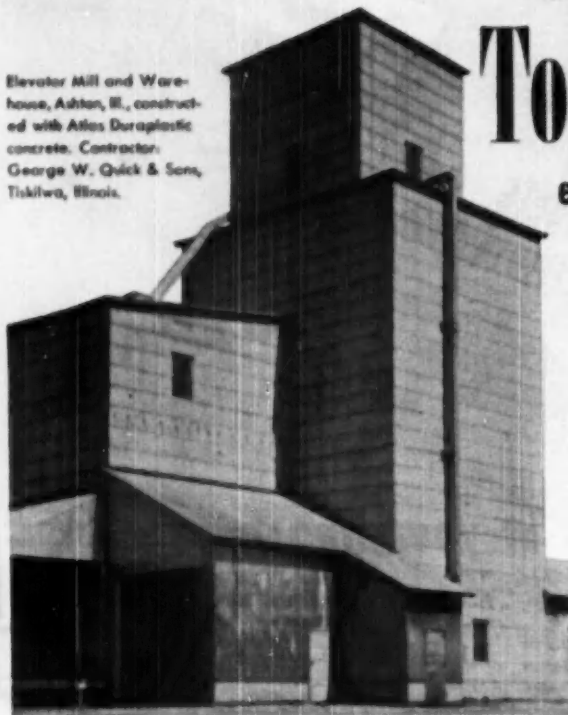 Elevator Mill and Ware-
house, Ashton, Ill., construct-
ed with Atlas Duraplastic
concrete. Contractor:
George W. Quick & Sons,
Tiskilwa, Illinois.
To